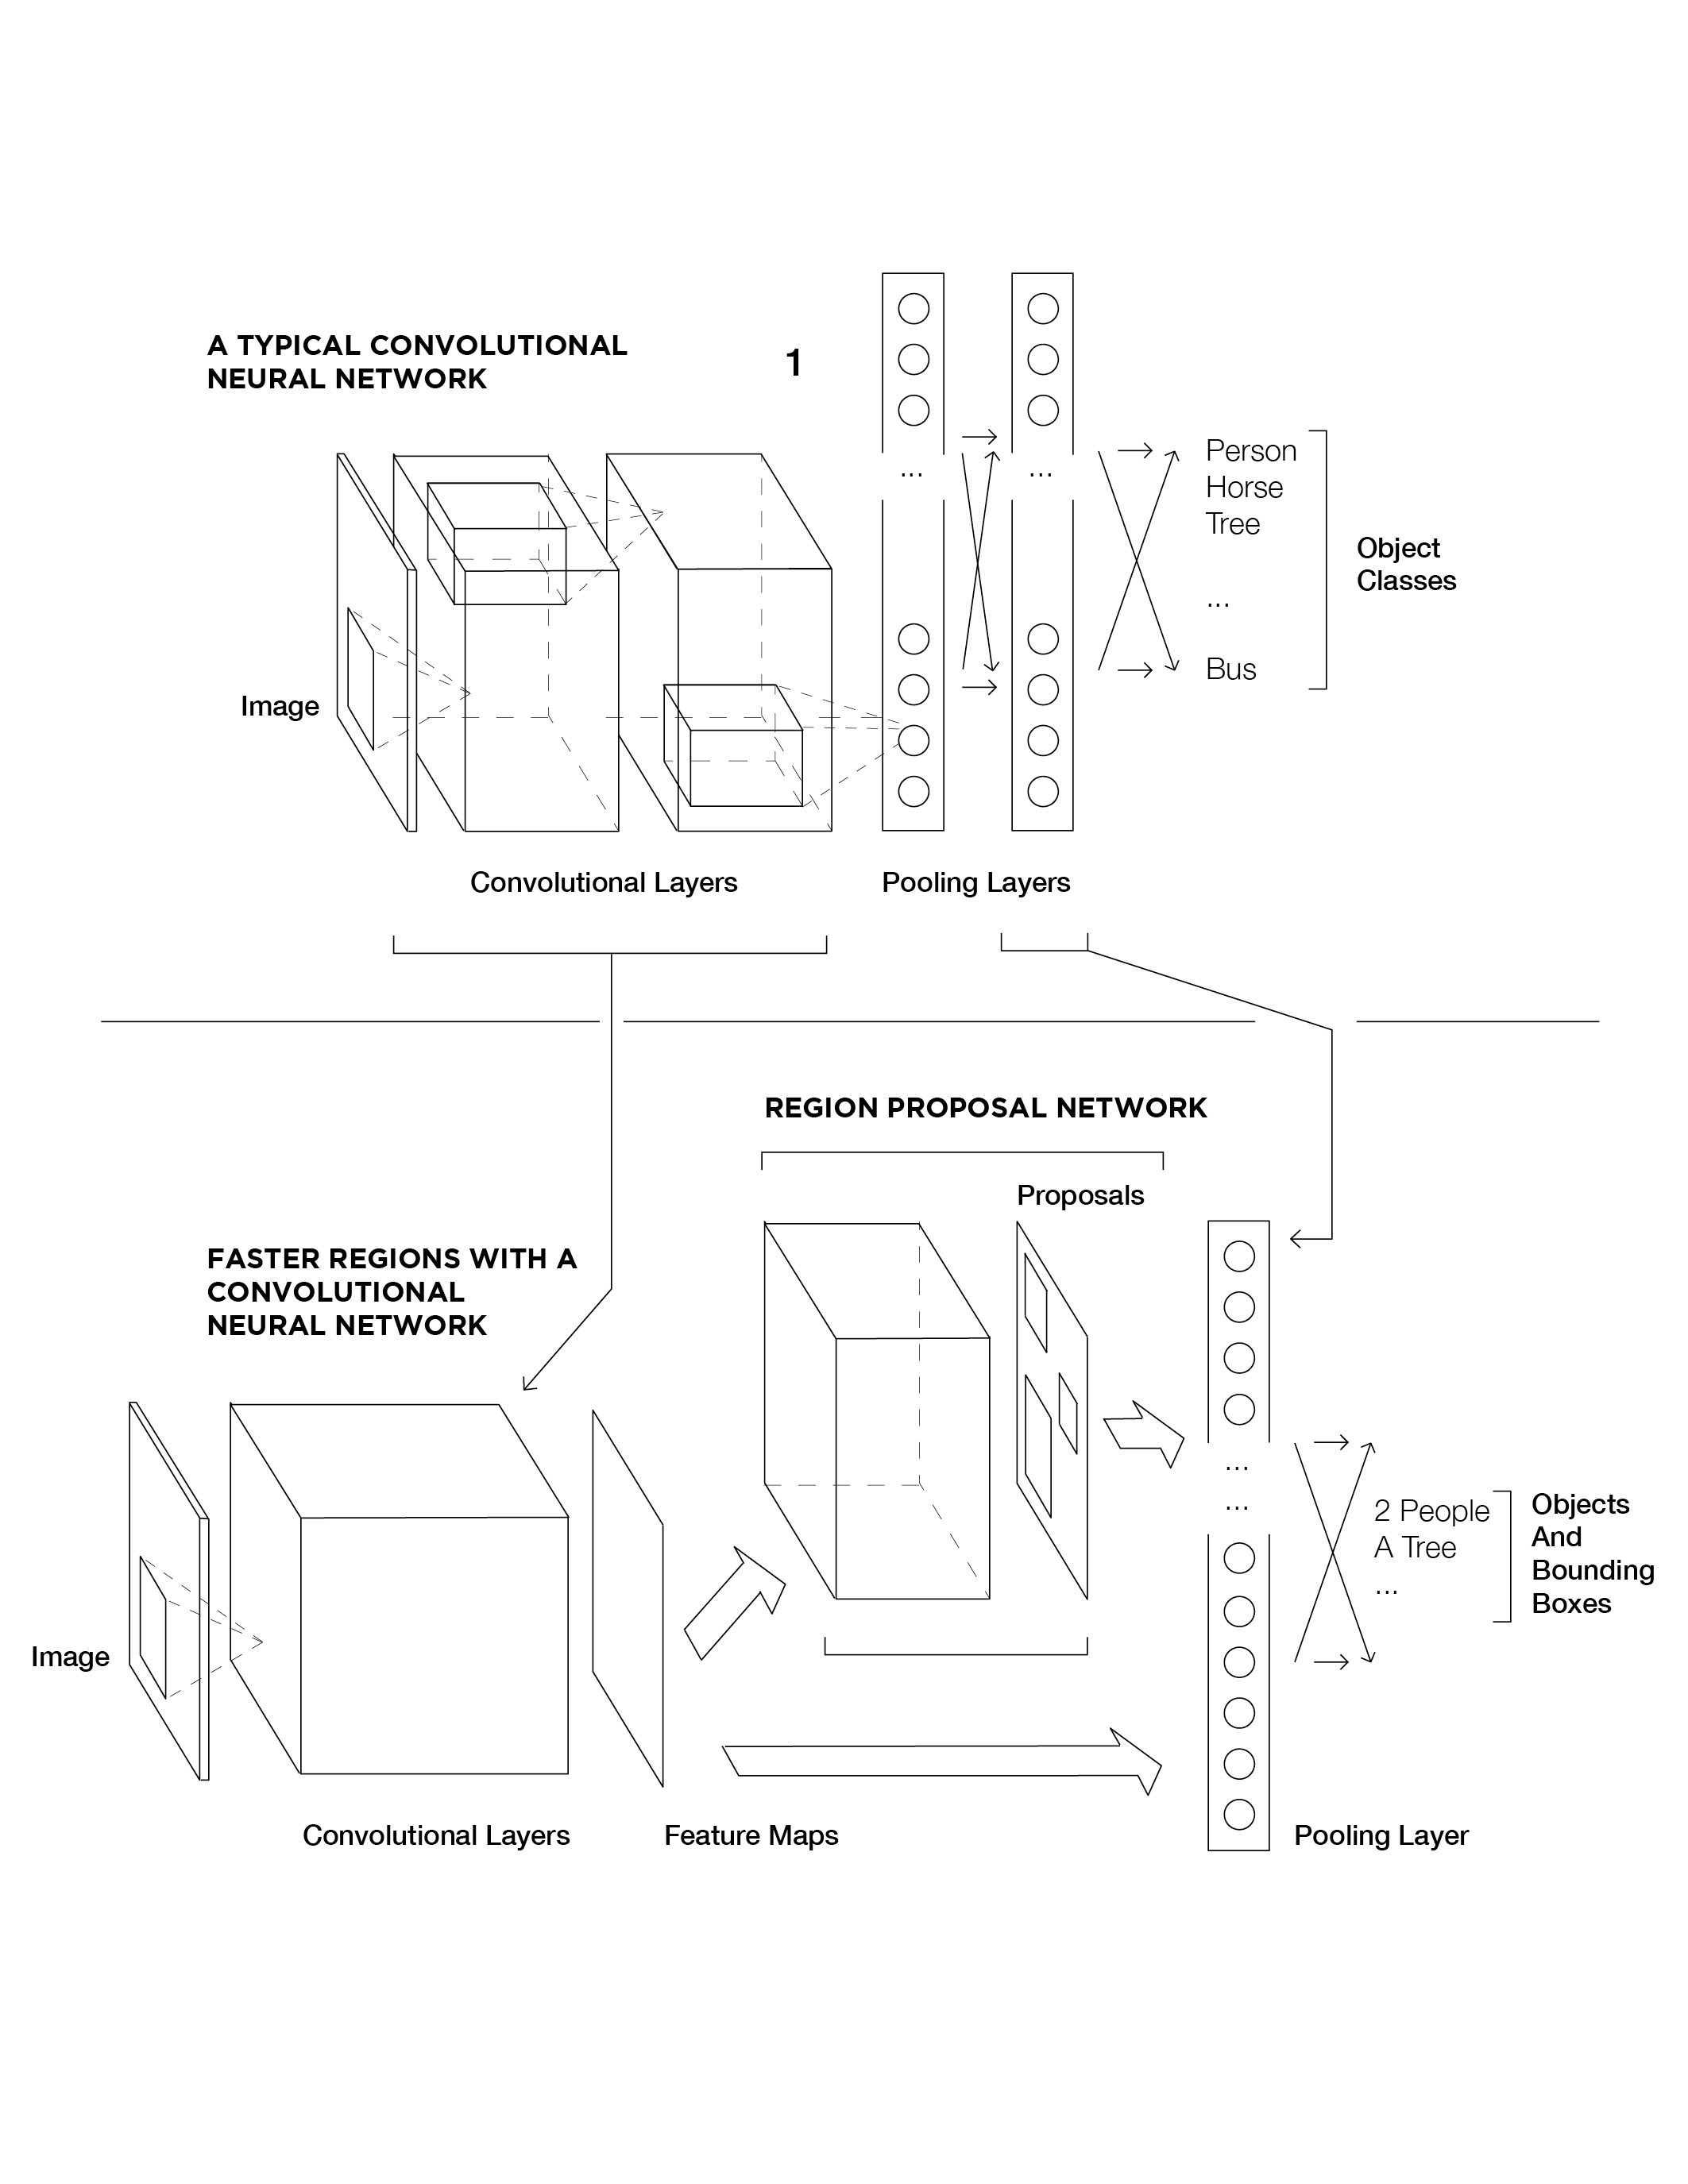 A TYPICAL CONVOLUTIONAL
NEURAL NETWORK
1
...
...
Person
Horse
Tree
...
Bus
Object
Classes
Image
Convolutional Layers
Pooling Layers
REGION PROPOSAL NETWORK
Proposals
FASTER REGIONS WITH A
CONVOLUTIONAL
NEURAL NETWORK
...
...
2 People
A Tree
...
Objects
And
Bounding
Boxes
Image
Convolutional Layers
Feature Maps
Pooling Layer